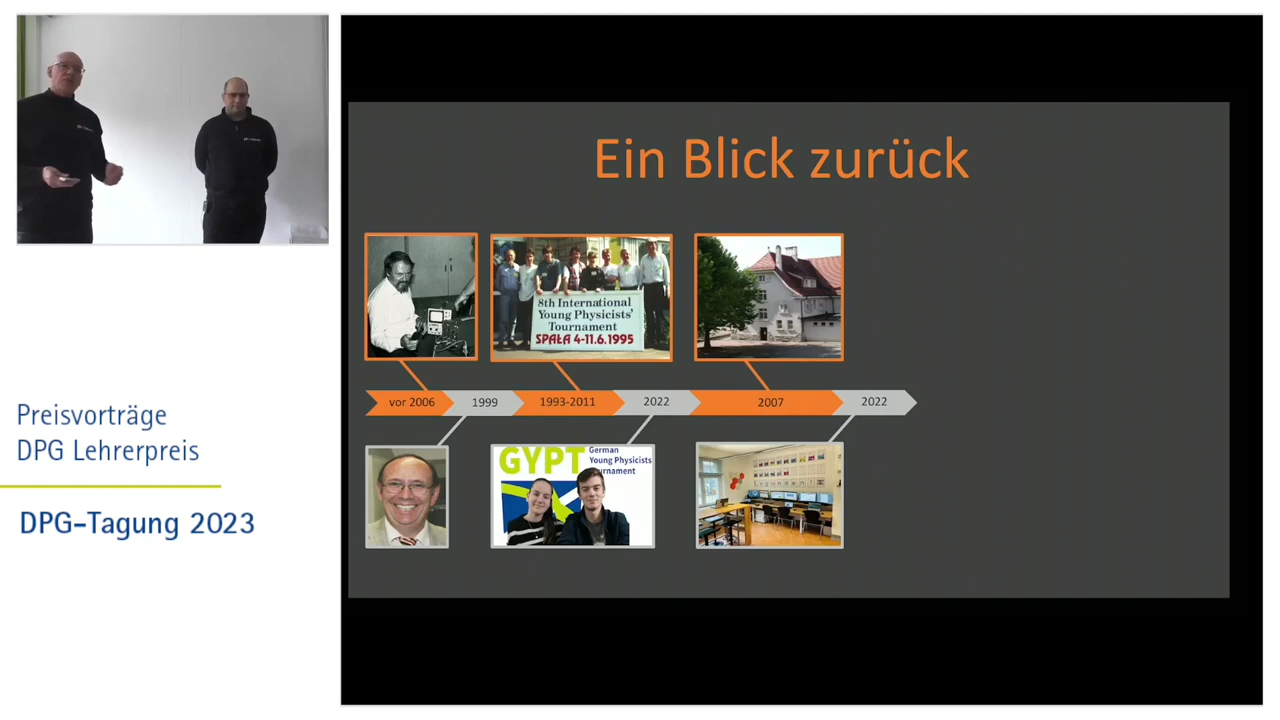 Ein Blick zurück
8th International
Young Physicists'
Tournament
SPAŁA 4-11.6.1995
vor 2006
1999
1993-2011
2022
2007
2022
GYPT
German
Young Physicists
Preisvorträge
DPG Lehrerpreis
DPG-Tagung 2023